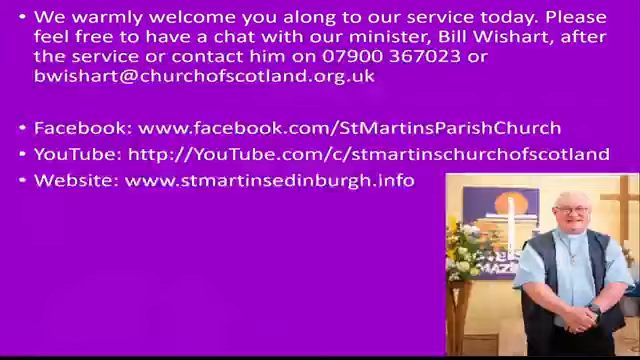 • We warmly welcome you along to our service today. Please
feel free to have a chat with our minister, Bill Wishart, after
the service or contact him on 07900 367023 or
bwishart@churchofscotland.org.uk
• Facebook: www.facebook.com/StMartinsParishChurch
• YouTube: http://YouTube.com/c/stmartinschurchofscotland
• Website: www.stmartinsedinburgh.info